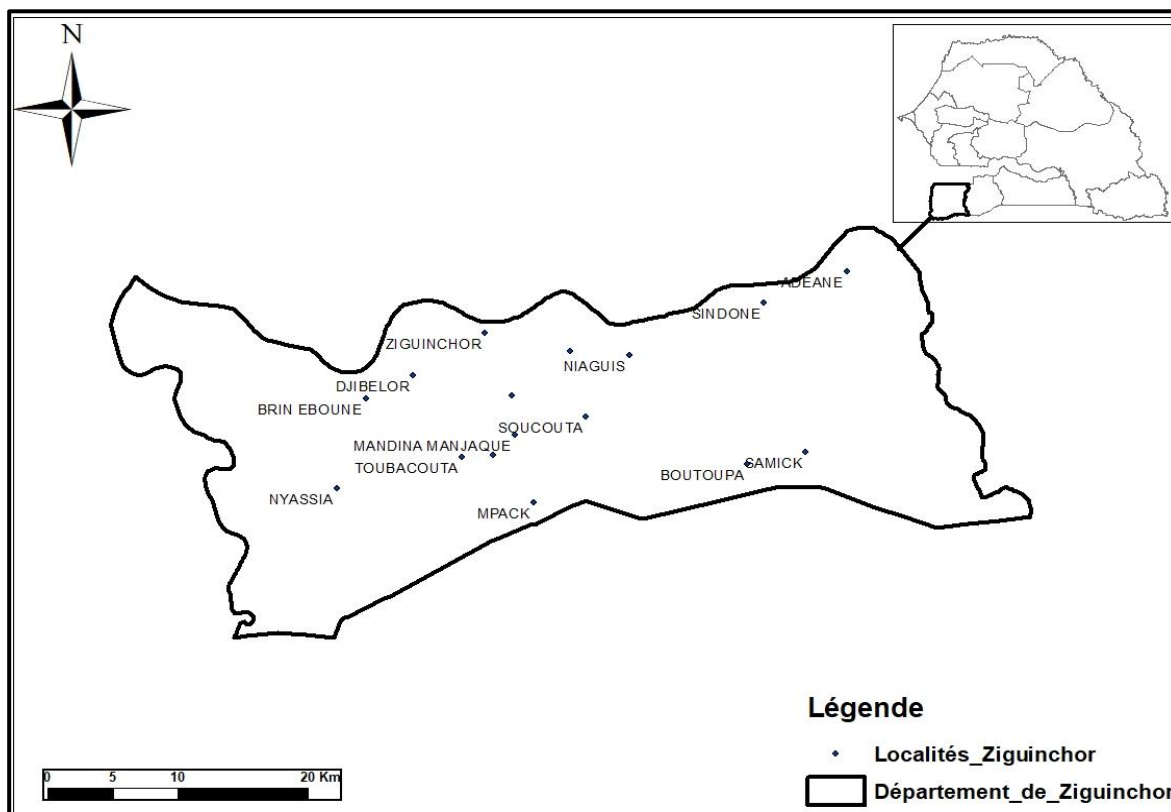 N
ADEANE
SINDONE
ZIGUINCHOR
NIAGUIS
DJIBELOR
BRIN EBOUNE
SOUCOUTA
MANDINA MANJAQUE
TOUBACOUTA
SAMICK
BOUTOUPA
NYASSIA
MPACK
Légende
Localités_Ziguinchor
Département_de_Ziguinchor
0 5 10 20 Km